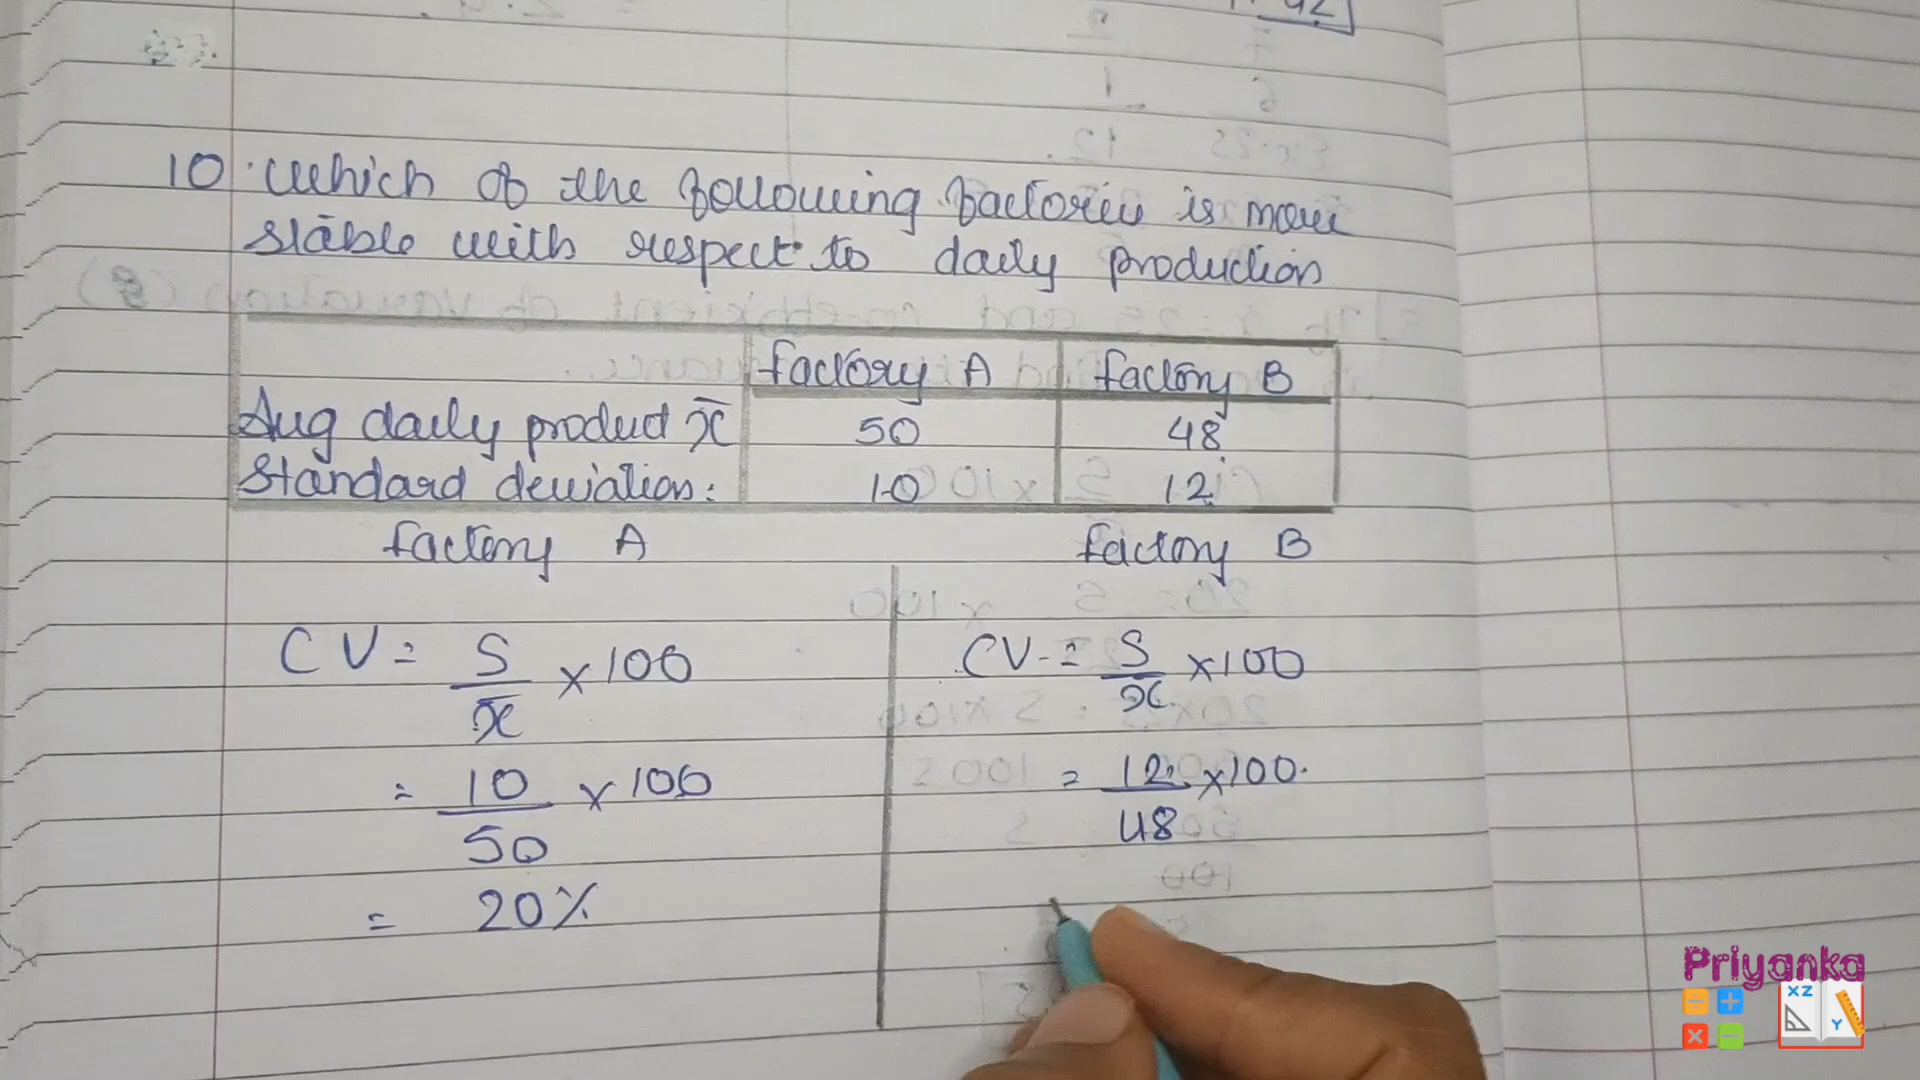 10. Which of the following factories is more
stable with respect to daily production
factory A factory B
Avg daily product x̄ 50 48
Standard deviation: 10 12
factory A factory B
CV = S/x̄ × 100
= 10/50 × 100
= 20%
CV = S/x̄ × 100
= 12/48 × 100
Priyanka
XZ
Y